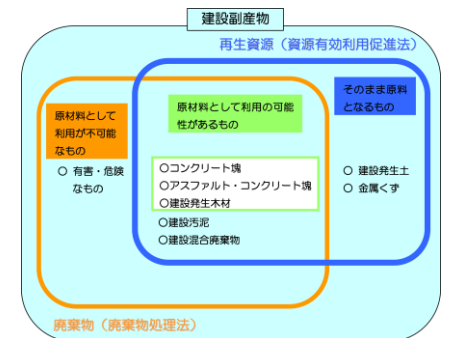 建設副産物
再生資源（資源有効利用促進法）
原材料として
利用が不可能
なもの
○ 有害・危険
なもの
原材料として利用の可能
性があるもの
○コンクリート塊
○アスファルト・コンクリート塊
○建設発生木材
○建設汚泥
○建設混合廃棄物
そのまま原料
となるもの
○ 建設発生土
○ 金属くず
廃棄物（廃棄物処理法）